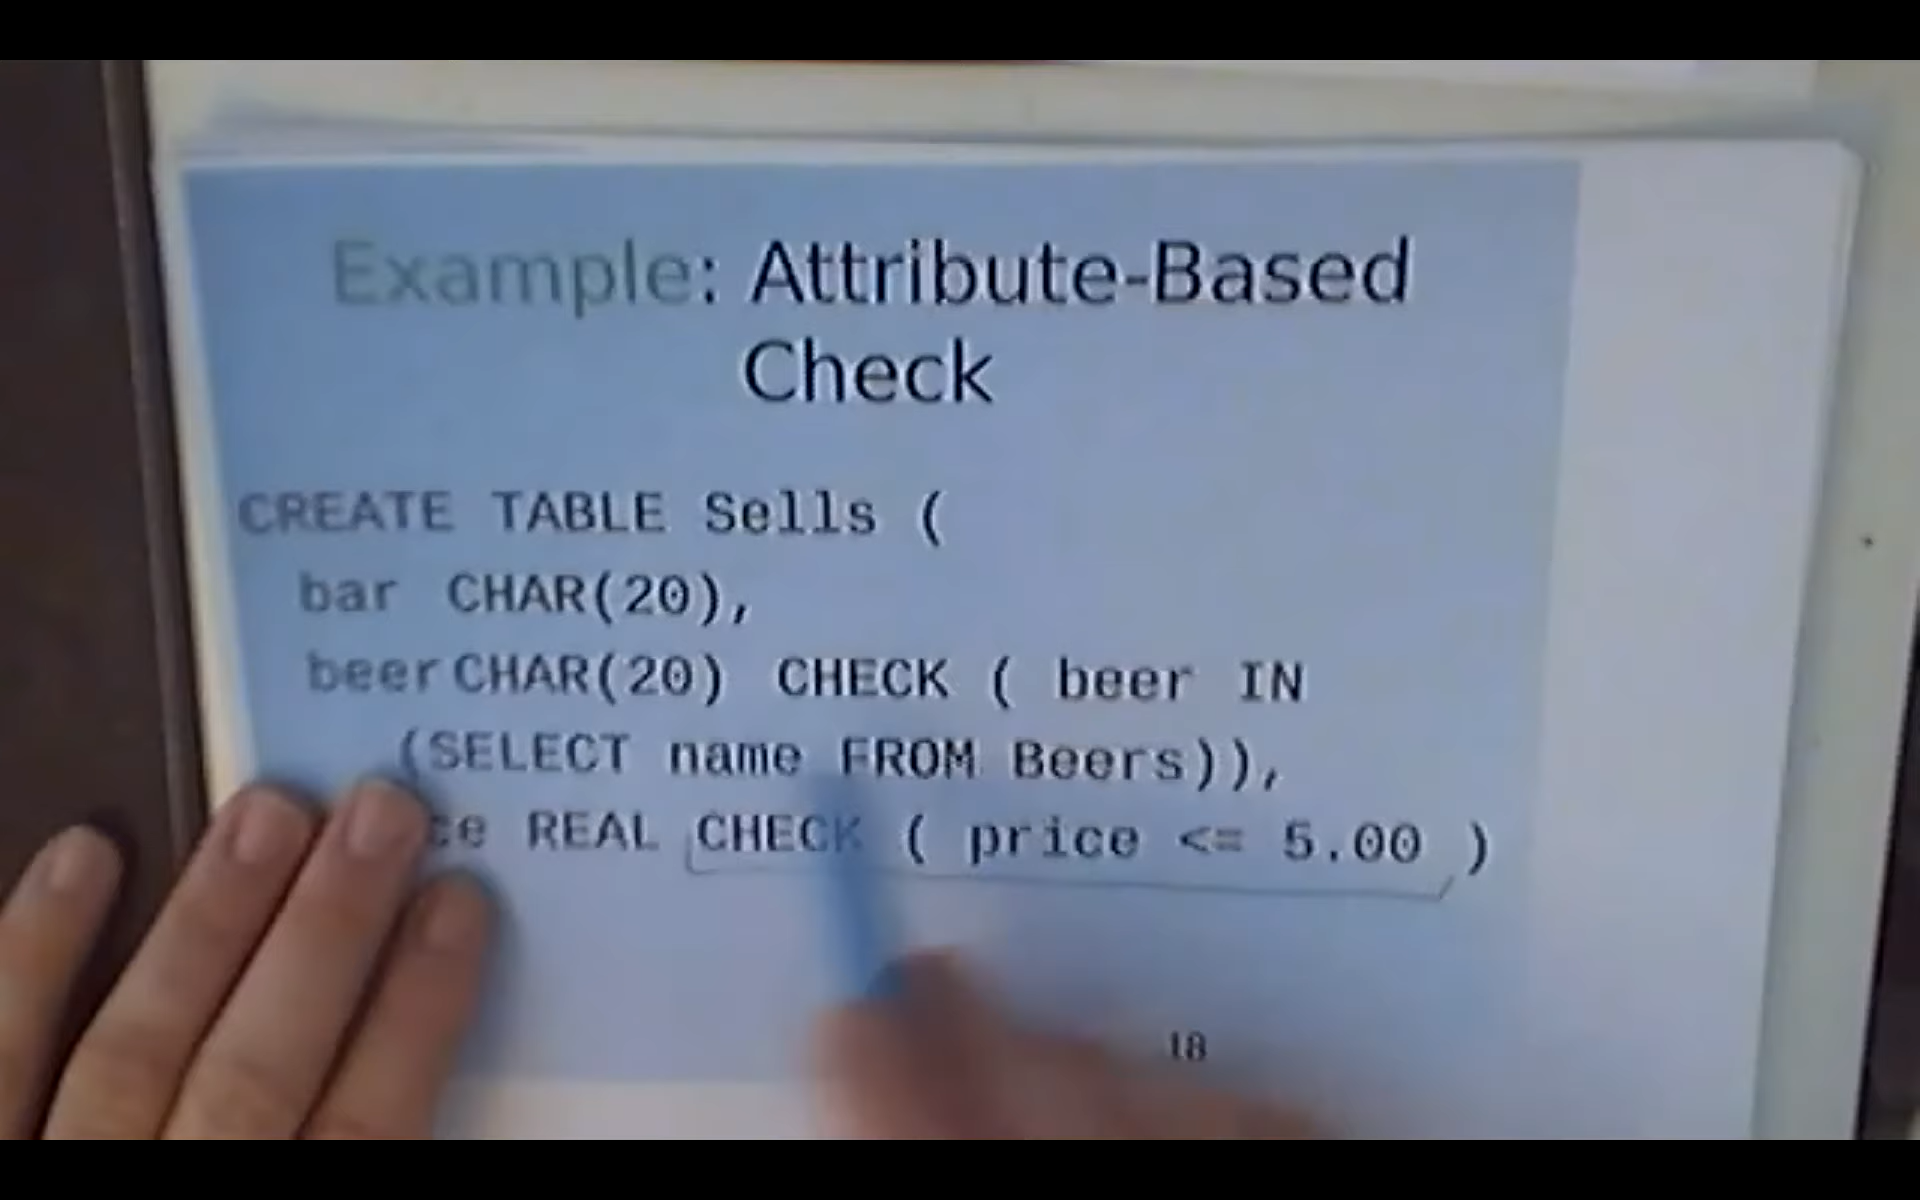 Example: Attribute-Based
Check
CREATE TABLE Sells (
bar CHAR(20),
beer CHAR(20) CHECK ( beer IN
(SELECT name FROM Beers)),
ce REAL CHECK ( price <= 5.00 )
18